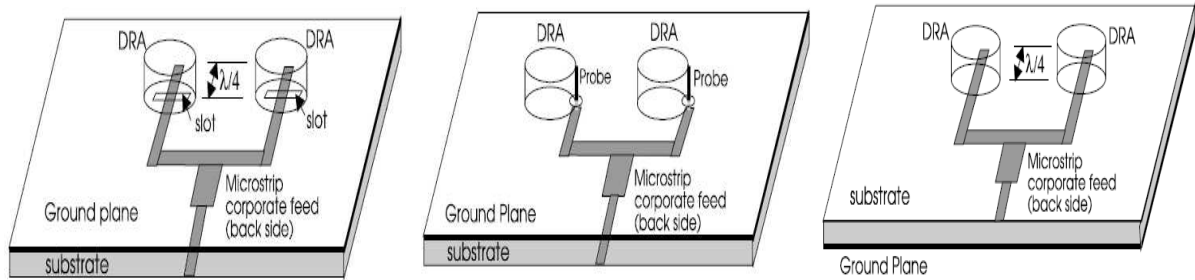 DRA
DRA
λ/4
slot
slot
Microstrip
corporate feed
(back side)
Ground plane
substrate
DRA
DRA
Probe
Probe
Microstrip
corporate feed
(back side)
Ground Plane
substrate
DRA
DRA
λ/4
Microstrip
corporate feed
(back side)
substrate
Ground Plane